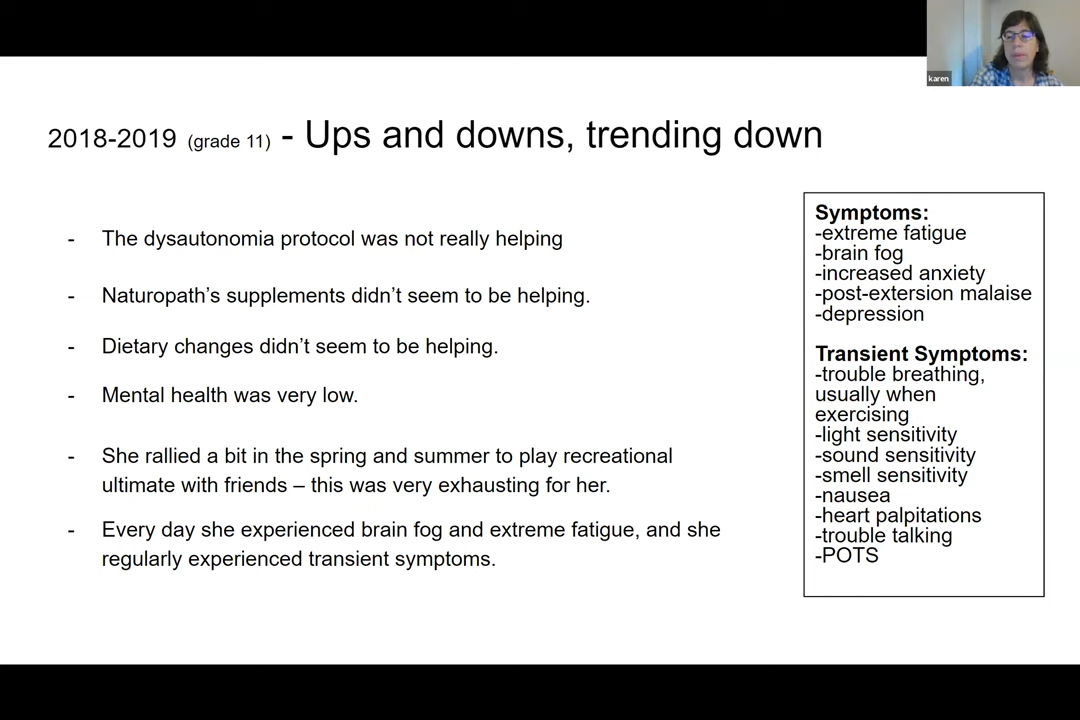 karen
2018-2019 (grade 11) - Ups and downs, trending down
- The dysautonomia protocol was not really helping
- Naturopath’s supplements didn’t seem to be helping.
- Dietary changes didn’t seem to be helping.
- Mental health was very low.
- She rallied a bit in the spring and summer to play recreational
ultimate with friends – this was very exhausting for her.
- Every day she experienced brain fog and extreme fatigue, and she
regularly experienced transient symptoms.
Symptoms:
-extreme fatigue
-brain fog
-increased anxiety
-post-extersion malaise
-depression
Transient Symptoms:
-trouble breathing,
usually when
exercising
-light sensitivity
-sound sensitivity
-smell sensitivity
-nausea
-heart palpitations
-trouble talking
-POTS